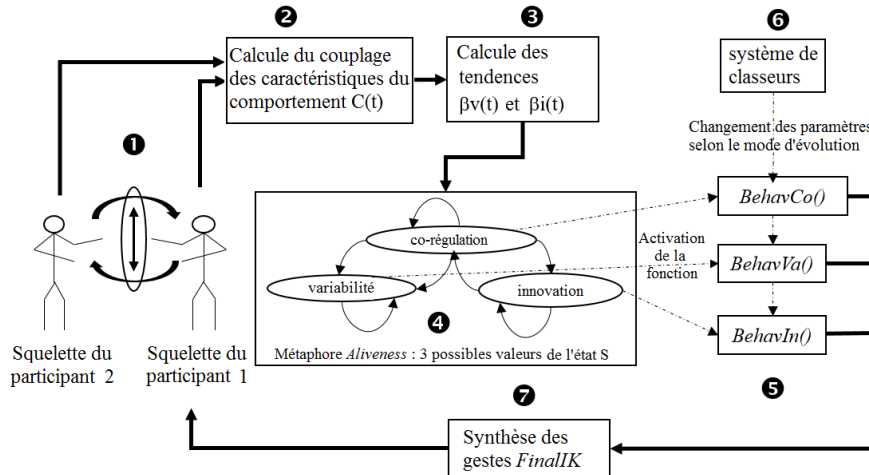 ❶
❷
Calcule du couplage
des caractéristiques du
comportement C(t)
❸
Calcule des
tendences
βv(t) et βi(t)
❻
système de
classeurs
Changement des paramètres
selon le mode d'évolution
BehavCo()
BehavVa()
BehavIn()
❺
Activation
de la
fonction
co-régulation
variabilité
innovation
❹
Métaphore Aliveness : 3 possibles valeurs de l'état S
Squelette du
participant 2
Squelette du
participant 1
❼
Synthèse des
gestes FinalIK